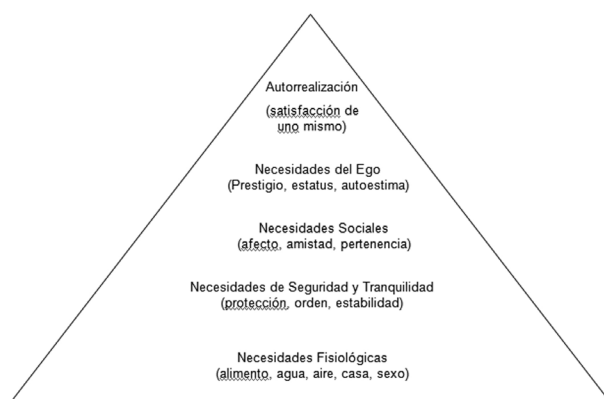 Autorrealización
(satisfacción de
uno mismo)
Necesidades del Ego
(Prestigio, estatus, autoestima)
Necesidades Sociales
(afecto, amistad, pertenencia)
Necesidades de Seguridad y Tranquilidad
(protección, orden, estabilidad)
Necesidades Fisiológicas
(alimento, agua, aire, casa, sexo)